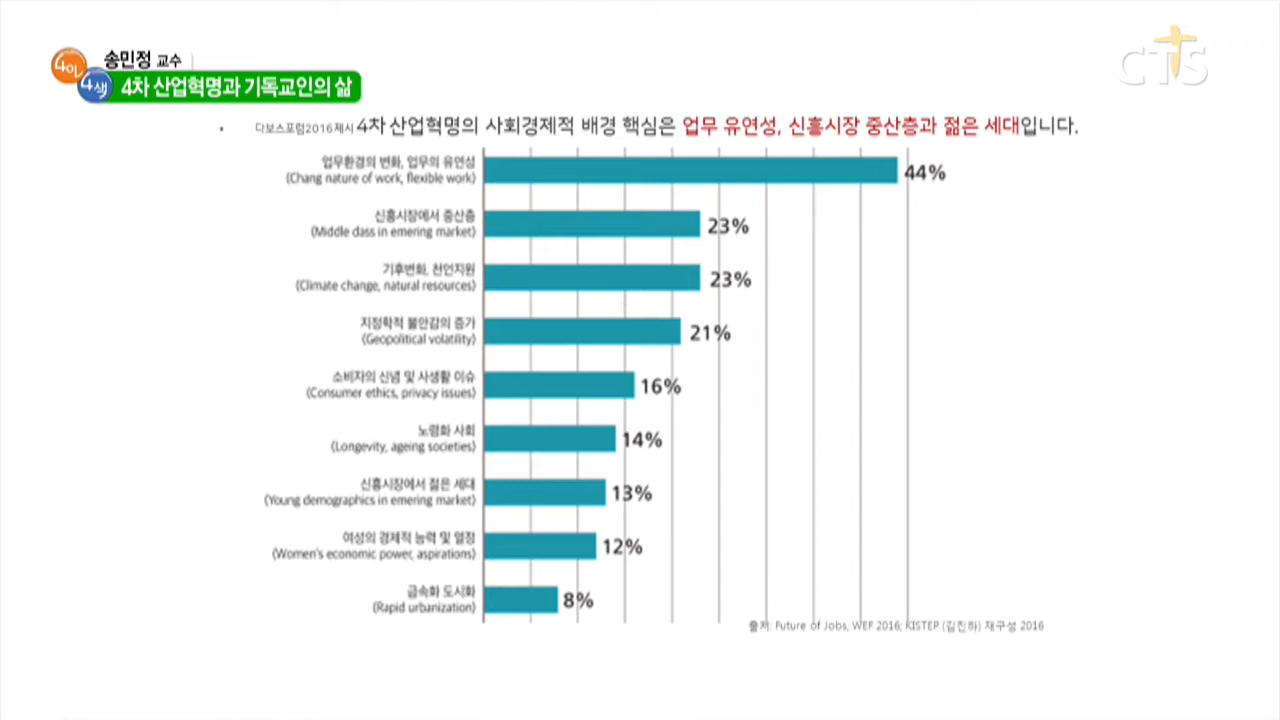 4인
4색
송민정 교수
4차 산업혁명과 기독교인의 삶
CTS
• 다보스포럼2016제시 4차 산업혁명의 사회경제적 배경 핵심은 업무 유연성, 신흥시장 중산층과 젊은 세대입니다.
업무환경의 변화, 업무의 유연성
(Chang nature of work, flexible work)
44%
신흥시장에서 중산층
(Middle dass in emering market)
23%
기후변화, 천연지원
(Climate change, natural resources)
23%
지정학적 불안감의 증가
(Geopolitical volatility)
21%
소비자의 신념 및 사생활 이슈
(Consumer ethics, privacy issues)
16%
노령화 사회
(Longevity, ageing societies)
14%
신흥시장에서 젊은 세대
(Young demographics in emering market)
13%
여성의 경제적 능력 및 열정
(Women's economic power, aspirations)
12%
급속화 도시화
(Rapid urbanization)
8%
출처: Future of Jobs, WEF 2016; KISTEP (김진하) 재구성 2016